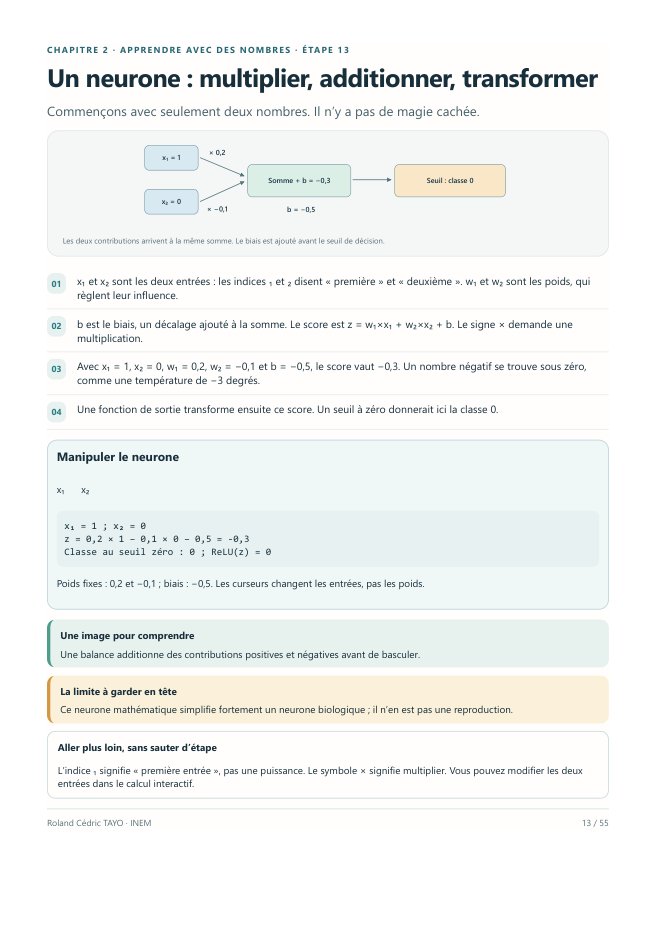 CHAPITRE 2 · APPRENDRE AVEC DES NOMBRES · ÉTAPE 13
Un neurone : multiplier, additionner, transformer
Commençons avec seulement deux nombres. Il n’y a pas de magie cachée.
x₁ = 1
× 0,2
Somme + b = −0,3
Seuil : classe 0
x₂ = 0
× −0,1
b = −0,5
Les deux contributions arrivent à la même somme. Le biais est ajouté avant le seuil de décision.
01
x₁ et x₂ sont les deux entrées : les indices ₁ et ₂ disent « première » et « deuxième ». w₁ et w₂ sont les poids, qui
règlent leur influence.
02
b est le biais, un décalage ajouté à la somme. Le score est z = w₁×x₁ + w₂×x₂ + b. Le signe × demande une
multiplication.
03
Avec x₁ = 1, x₂ = 0, w₁ = 0,2, w₂ = −0,1 et b = −0,5, le score vaut −0,3. Un nombre négatif se trouve sous zéro,
comme une température de −3 degrés.
04
Une fonction de sortie transforme ensuite ce score. Un seuil à zéro donnerait ici la classe 0.
Manipuler le neurone
x₁ x₂
x₁ = 1 ; x₂ = 0
z = 0,2 × 1 − 0,1 × 0 − 0,5 = -0,3
Classe au seuil zéro : 0 ; ReLU(z) = 0
Poids fixes : 0,2 et −0,1 ; biais : −0,5. Les curseurs changent les entrées, pas les poids.
Une image pour comprendre
Une balance additionne des contributions positives et négatives avant de basculer.
La limite à garder en tête
Ce neurone mathématique simplifie fortement un neurone biologique ; il n’en est pas une reproduction.
Aller plus loin, sans sauter d’étape
L’indice ₁ signifie « première entrée », pas une puissance. Le symbole × signifie multiplier. Vous pouvez modifier les deux
entrées dans le calcul interactif.
Roland Cédric TAYO · INEM
13 / 55